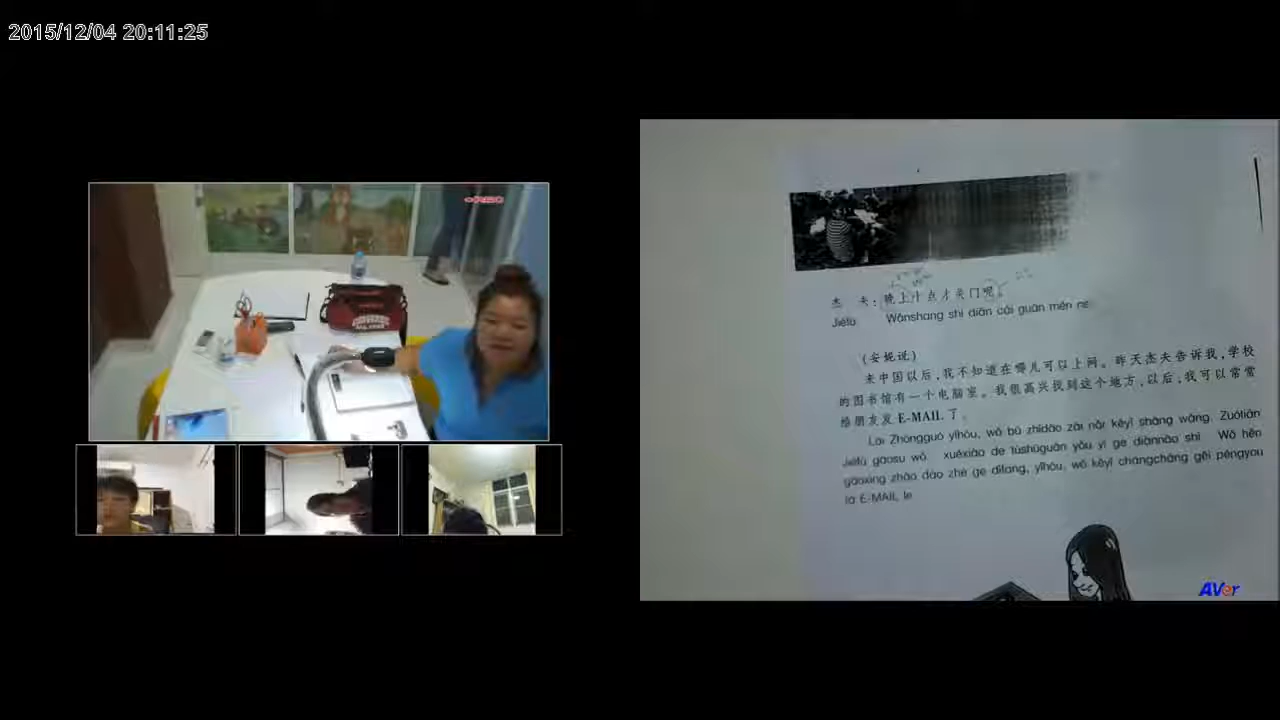 2015/12/04 20:11:25
杰 夫：晚上十点才关门呢。
Jiéfū Wǎnshang shí diǎn cái guān mén ne
(安妮说)
来中国以后，我不知道在哪儿可以上网。昨天杰夫告诉我，学校
的图书馆有一个电脑室。我很高兴找到这个地方，以后，我可以常常
给朋友发 E-MAIL 了。
Lái Zhōngguó yǐhòu, wǒ bù zhīdào zài nǎr kěyǐ shàng wǎng. Zuótiān
Jiéfū gàosu wǒ xuéxiào de túshūguǎn yǒu yí ge diànnǎo shì Wǒ hěn
gāoxìng zhǎo dào zhè ge dìfang, yǐhòu, wǒ kěyǐ chángcháng gěi péngyou
fā E-MAIL le
AVer